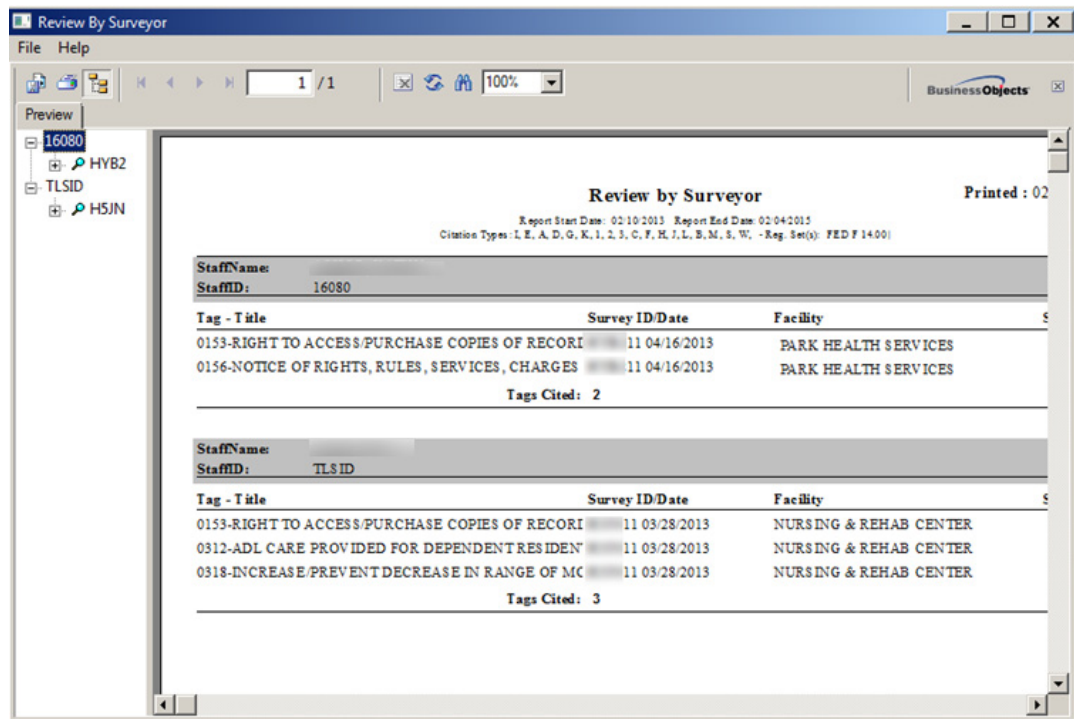 Review By Surveyor
File Help
1 /1 100% BusinessObjects
Preview
16080
HYB2
TLSID
H5JN
Review by Surveyor Printed : 02
Report Start Date: 02/10/2013 Report End Date: 02/04/2015
Citation Types: I, E, A, D, G, K, 1, 2, 3, C, F, H, J, L, B, M, S, W, - Reg. Set(s): FED F 14.00|
StaffName:
StaffID: 16080
Tag - Title Survey ID/Date Facility S
0153-RIGHT TO ACCESS/PURCHASE COPIES OF RECORD 11 04/16/2013 PARK HEALTH SERVICES
0156-NOTICE OF RIGHTS, RULES, SERVICES, CHARGES 11 04/16/2013 PARK HEALTH SERVICES
Tags Cited: 2
StaffName:
StaffID: TLSID
Tag - Title Survey ID/Date Facility S
0153-RIGHT TO ACCESS/PURCHASE COPIES OF RECORD 11 03/28/2013 NURSING & REHAB CENTER
0312-ADL CARE PROVIDED FOR DEPENDENT RESIDEN 11 03/28/2013 NURSING & REHAB CENTER
0318-INCREASE/PREVENT DECREASE IN RANGE OF MO 11 03/28/2013 NURSING & REHAB CENTER
Tags Cited: 3